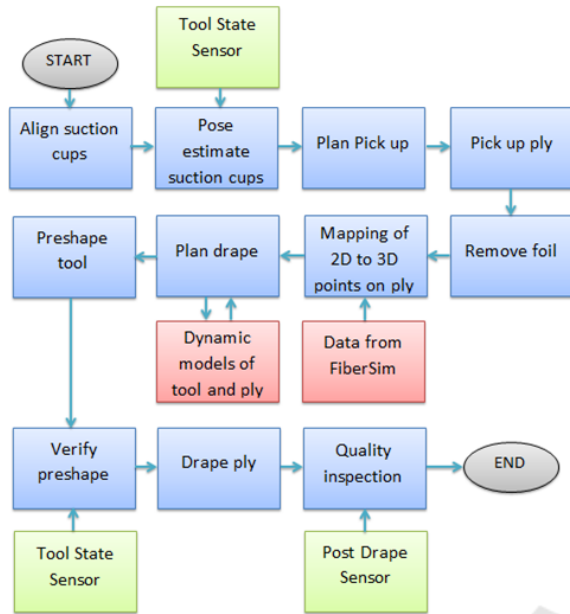 START
Tool State
Sensor
Align suction
cups
Pose
estimate
suction cups
Plan Pick up
Pick up ply
Preshape
tool
Plan drape
Mapping of
2D to 3D
points on ply
Remove foil
Dynamic
models of
tool and ply
Data from
FiberSim
Verify
preshape
Drape ply
Quality
inspection
END
Tool State
Sensor
Post Drape
Sensor